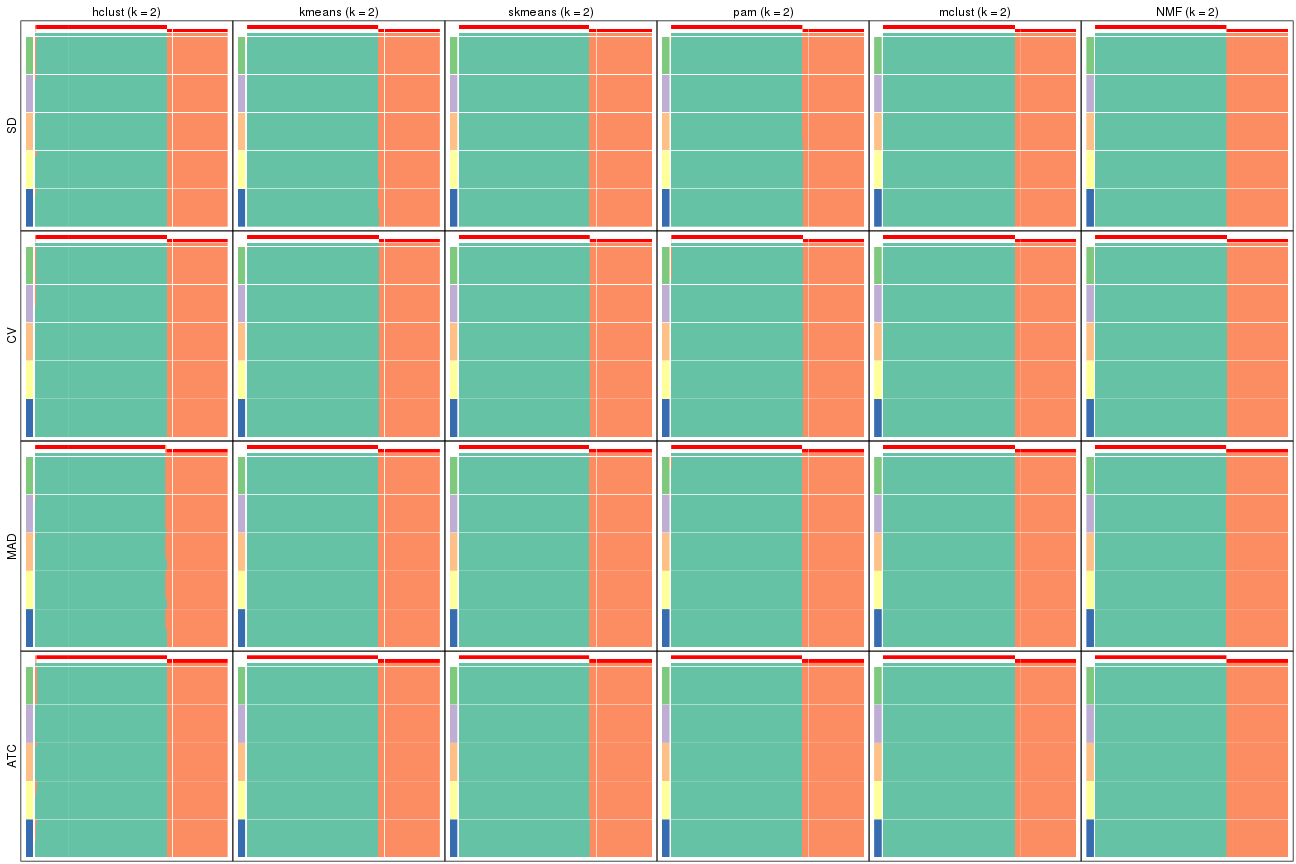 hclust (k = 2)
kmeans (k = 2)
skmeans (k = 2)
pam (k = 2)
mclust (k = 2)
NMF (k = 2)
SD
CV
MAD
ATC